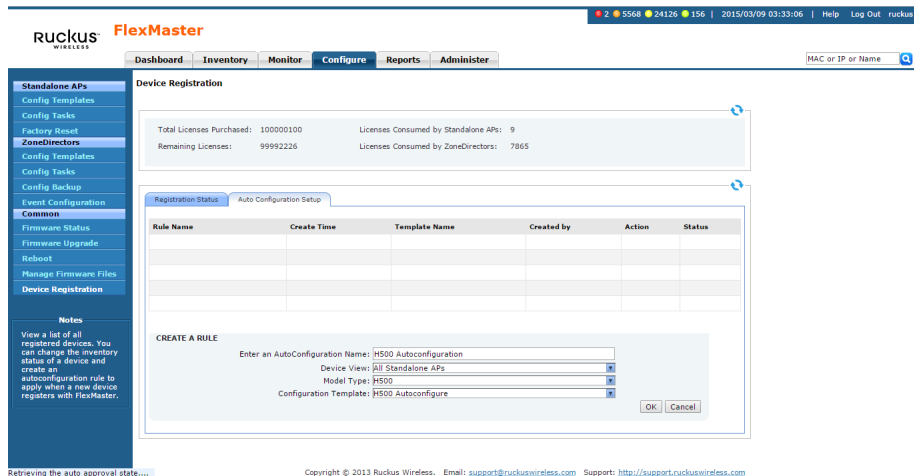 2 5568 24126 156 | 2015/03/09 03:33:06 | Help Log Out ruckus
RUCKUS WIRELESS
FlexMaster
Dashboard Inventory Monitor Configure Reports Administer
MAC or IP or Name
Standalone APs
Config Templates
Config Tasks
Factory Reset
ZoneDirectors
Config Templates
Config Tasks
Config Backup
Event Configuration
Common
Firmware Status
Firmware Upgrade
Reboot
Manage Firmware Files
Device Registration
Notes
View a list of all
registered devices. You
can change the inventory
status of a device and
create an
autoconfiguration rule to
apply when a new device
registers with FlexMaster.
Device Registration
Total Licenses Purchased: 100000100 Licenses Consumed by Standalone APs: 9
Remaining Licenses: 99992226 Licenses Consumed by ZoneDirectors: 7865
Registration Status Auto Configuration Setup
Rule Name Create Time Template Name Created by Action Status
CREATE A RULE
Enter an AutoConfiguration Name: H500 Autoconfiguration
Device View: All Standalone APs
Model Type: H500
Configuration Template: H500 Autoconfigure
OK Cancel
Retrieving the auto approval state....
Copyright © 2013 Ruckus Wireless. Email: support@ruckuswireless.com Support: http://support.ruckuswireless.com